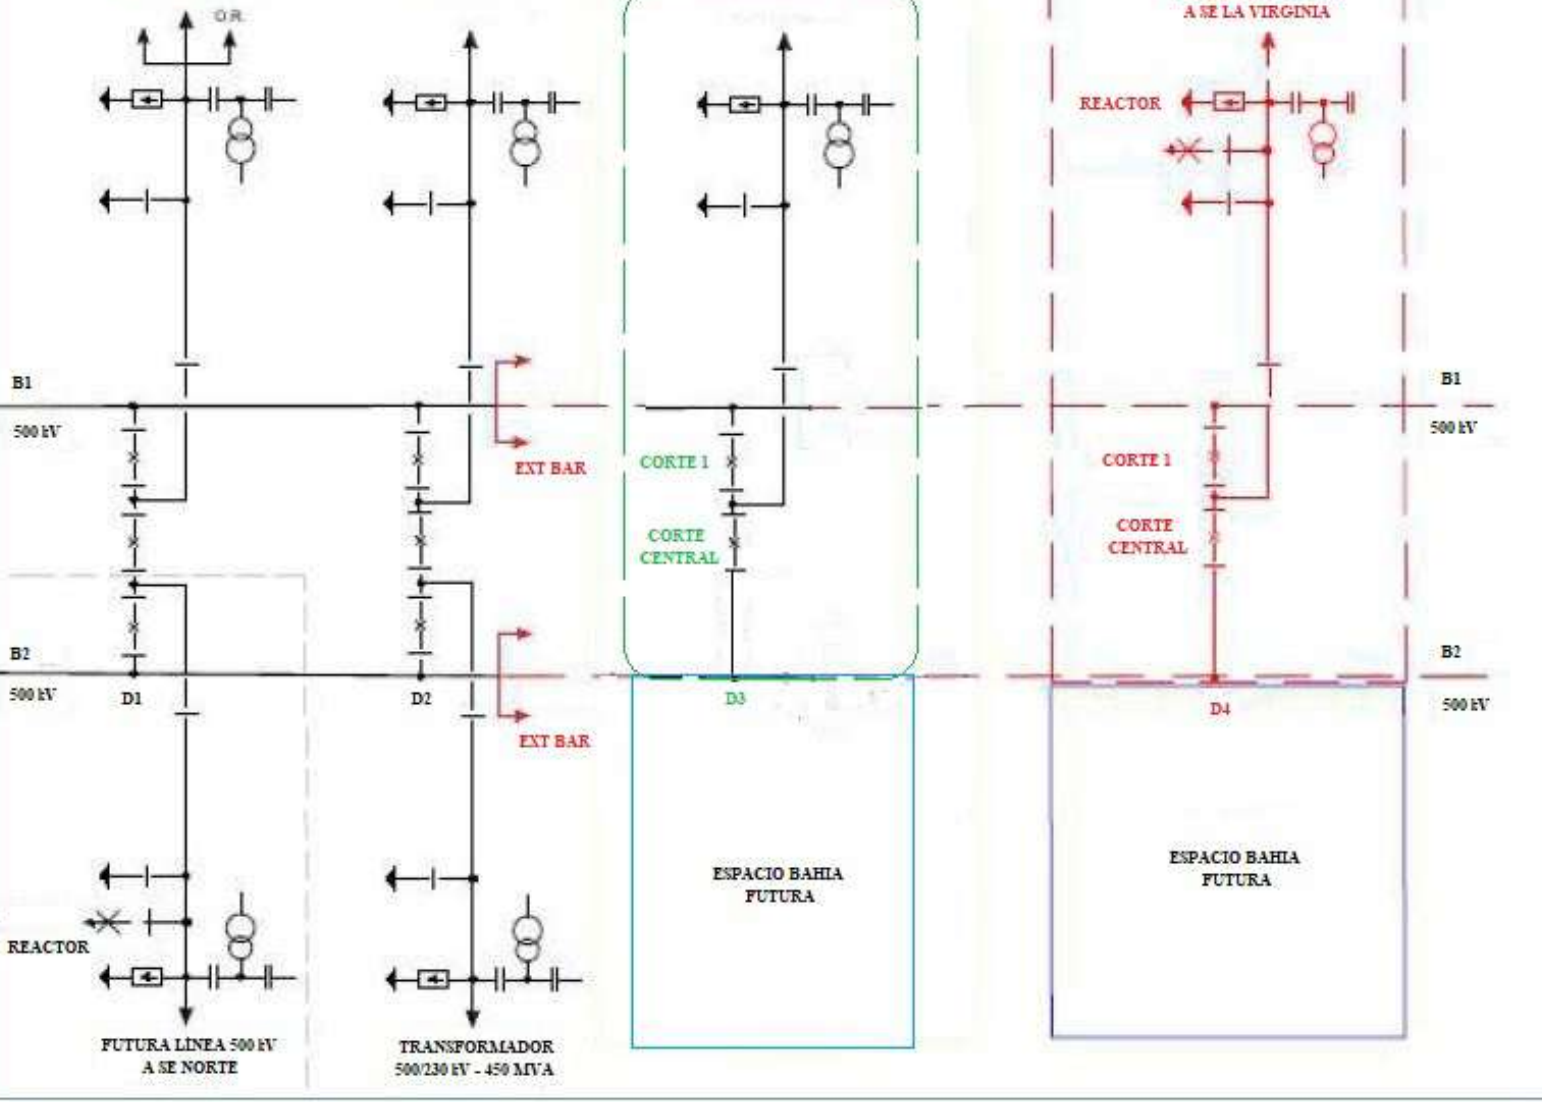 O.R.
A SE LA VIRGINIA
REACTOR
B1
500 kV
B1
500 kV
EXT BAR
CORTE 1
CORTE
CENTRAL
CORTE 1
CORTE
CENTRAL
B2
500 kV
B2
500 kV
D1
D2
D3
D4
EXT BAR
ESPACIO BAHIA
FUTURA
ESPACIO BAHIA
FUTURA
REACTOR
FUTURA LÍNEA 500 kV
A SE NORTE
TRANSFORMADOR
500/230 kV - 450 MVA